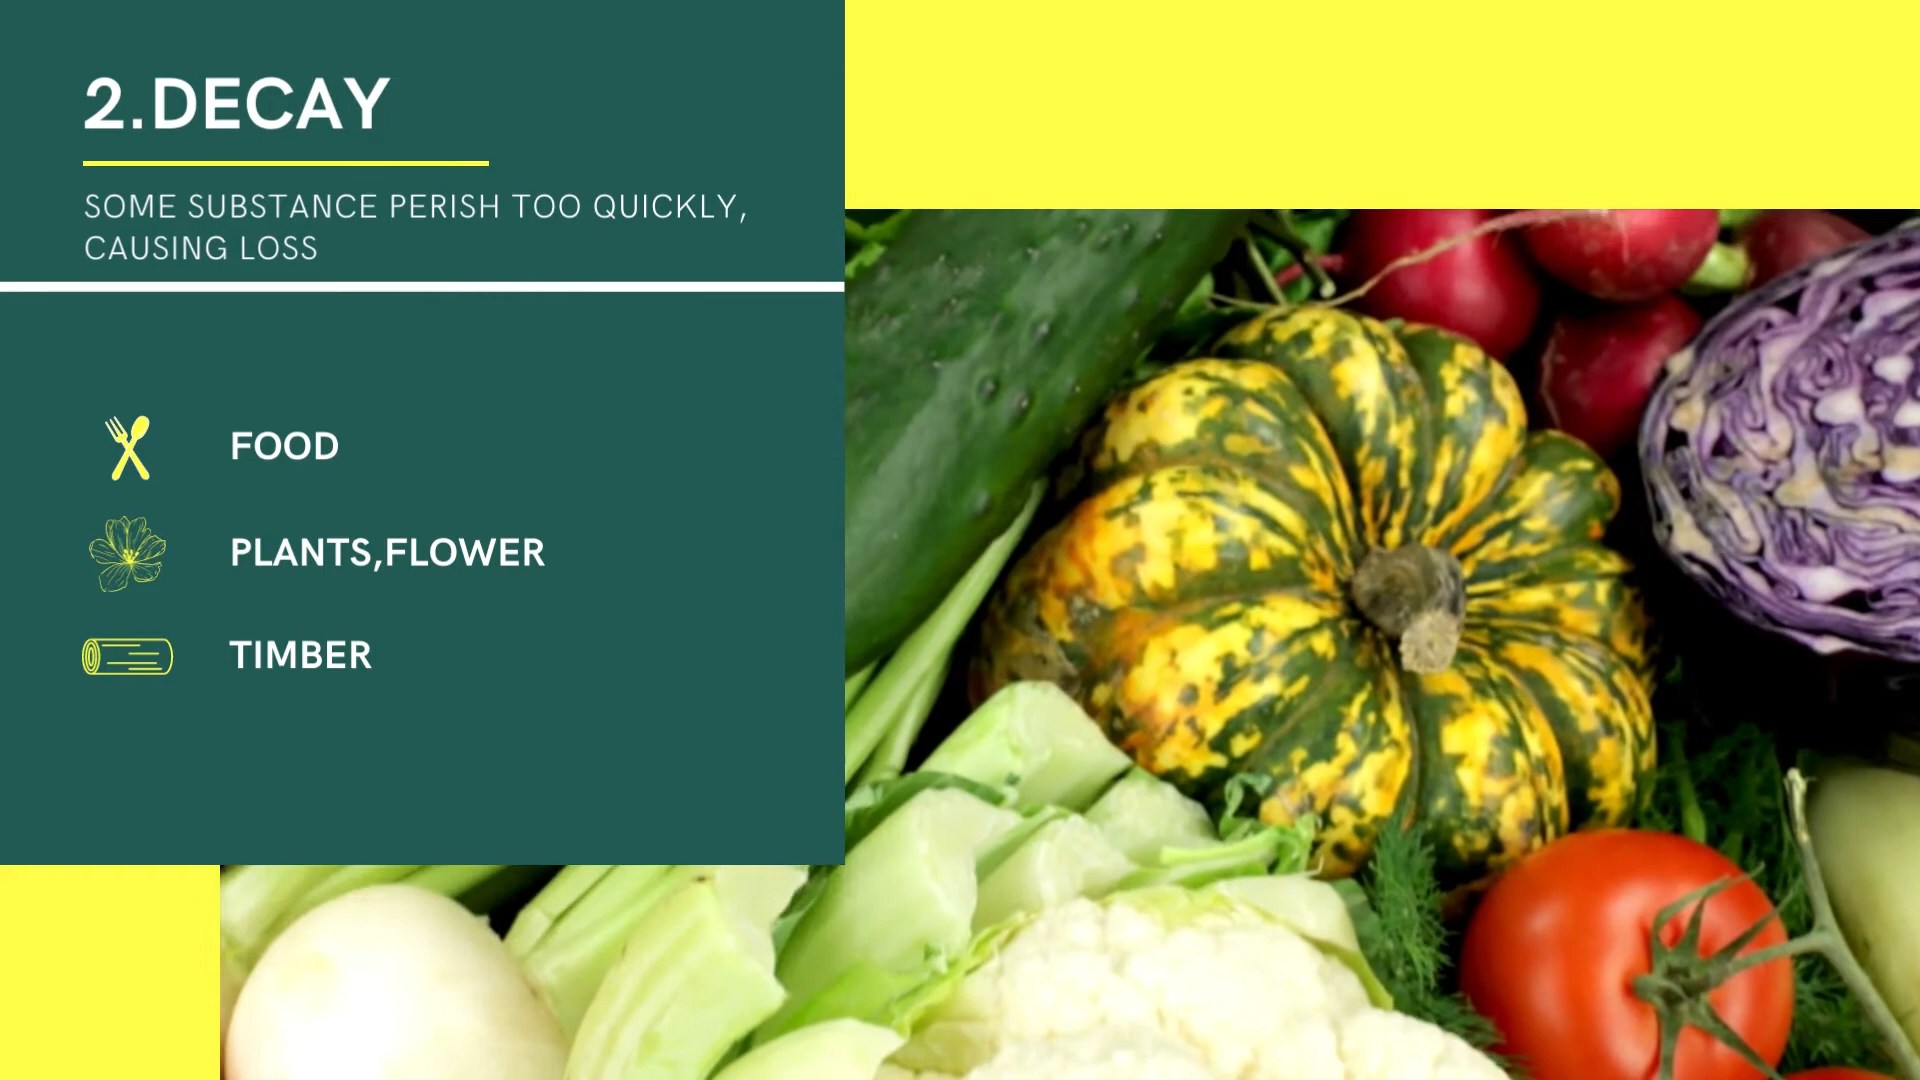 2.DECAY
SOME SUBSTANCE PERISH TOO QUICKLY,
CAUSING LOSS
FOOD
PLANTS,FLOWER
TIMBER